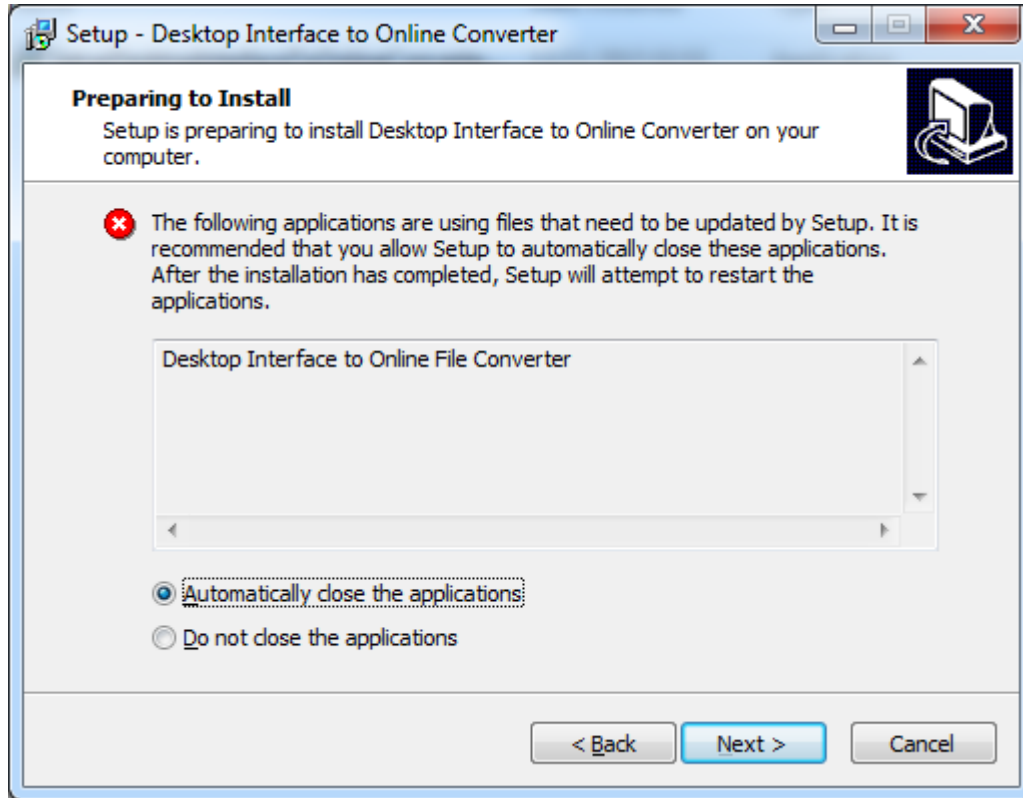 Setup - Desktop Interface to Online Converter
Preparing to Install
Setup is preparing to install Desktop Interface to Online Converter on your
computer.
The following applications are using files that need to be updated by Setup. It is
recommended that you allow Setup to automatically close these applications.
After the installation has completed, Setup will attempt to restart the
applications.
Desktop Interface to Online File Converter
Automatically close the applications
Do not close the applications
< Back
Next >
Cancel